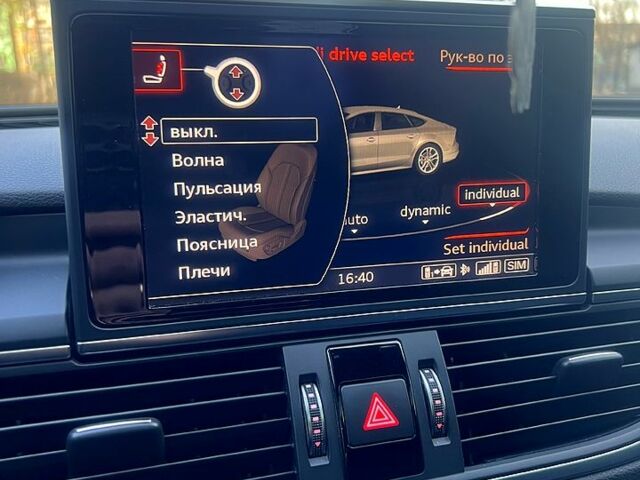 drive select
Рук-во по
выкл.
Волна
Пульсация
Эластич.
Поясница
Плечи
individual
dynamic
auto
Set individual
16:40
SIM